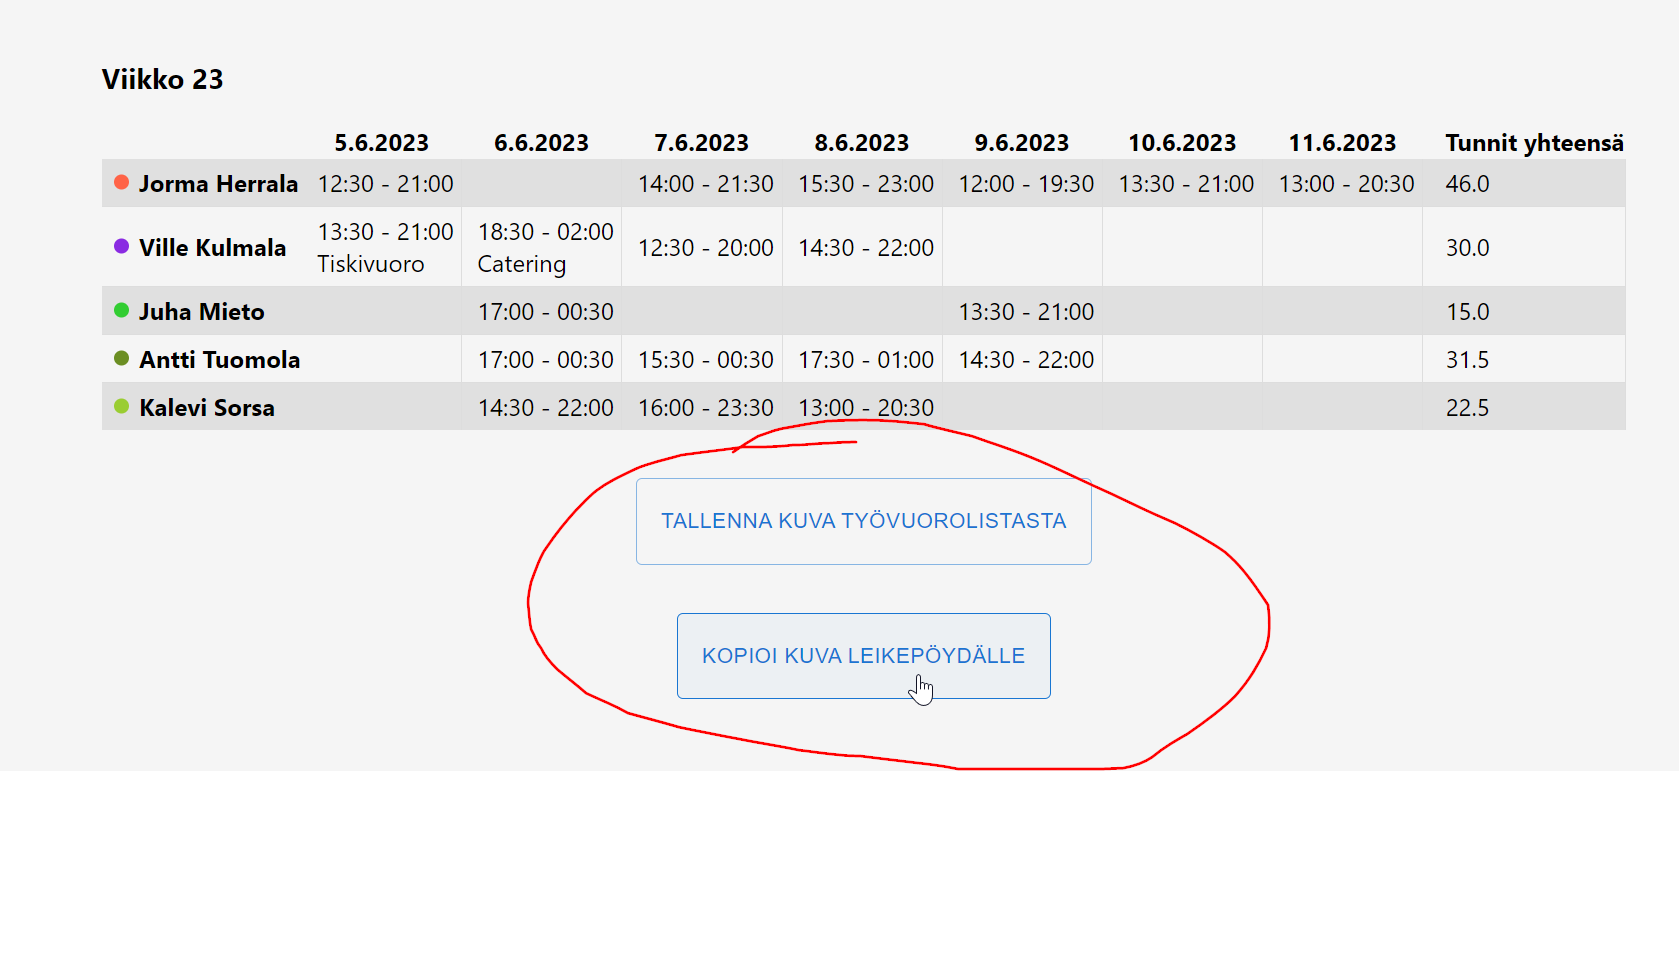 Viikko 23
5.6.2023 6.6.2023 7.6.2023 8.6.2023 9.6.2023 10.6.2023 11.6.2023 Tunnit yhteensä
Jorma Herrala 12:30 - 21:00 14:00 - 21:30 15:30 - 23:00 12:00 - 19:30 13:30 - 21:00 13:00 - 20:30 46.0
Ville Kulmala 13:30 - 21:00 18:30 - 02:00 12:30 - 20:00 14:30 - 22:00 30.0
Tiskivuoro Catering
Juha Mieto 17:00 - 00:30 13:30 - 21:00 15.0
Antti Tuomola 17:00 - 00:30 15:30 - 00:30 17:30 - 01:00 14:30 - 22:00 31.5
Kalevi Sorsa 14:30 - 22:00 16:00 - 23:30 13:00 - 20:30 22.5
TALLENNA KUVA TYÖVUOROLISTASTA
KOPIOI KUVA LEIKEPÖYDÄLLE